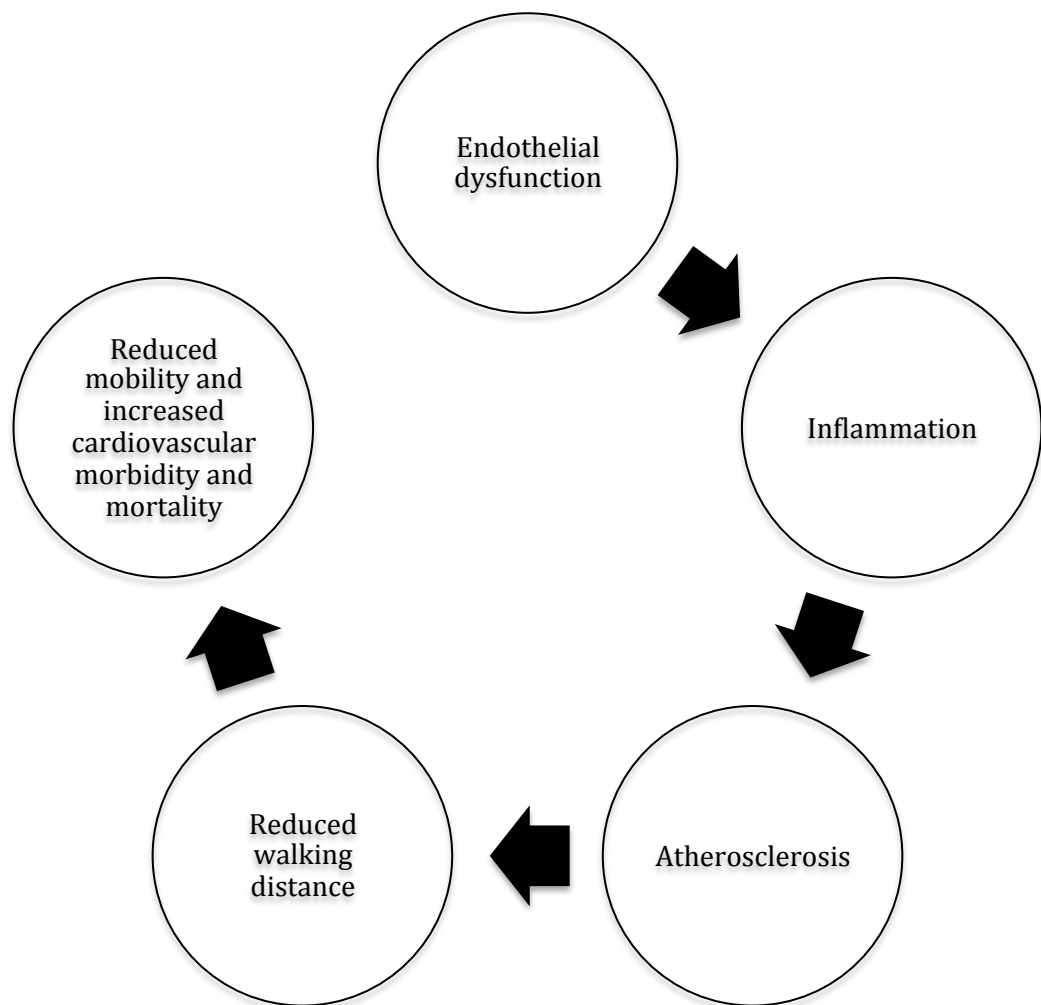 Endothelial
dysfunction
Inflammation
Atherosclerosis
Reduced
walking
distance
Reduced
mobility and
increased
cardiovascular
morbidity and
mortality